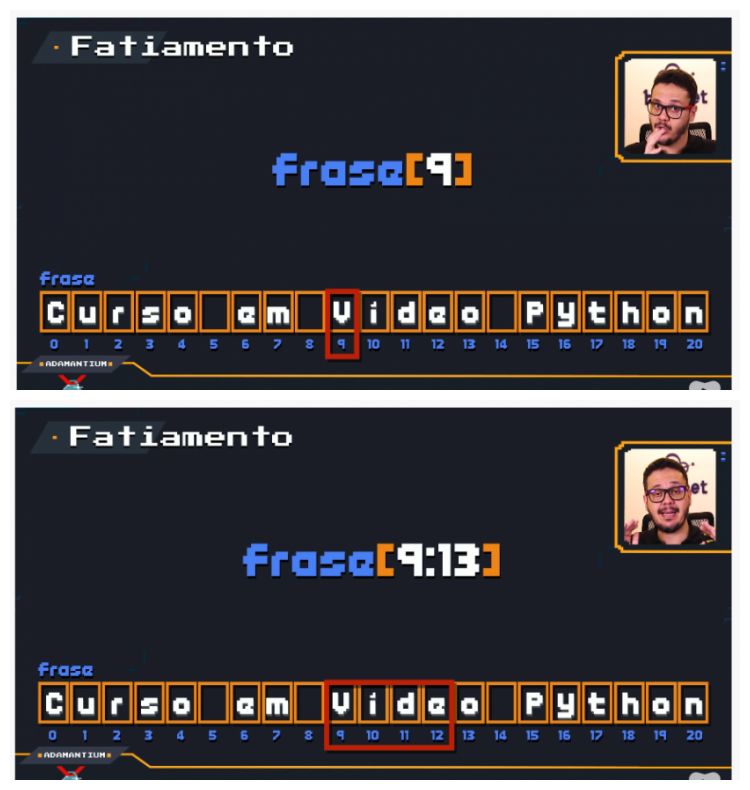 Fatiamento
frase[9]
frase
Curso em Video Python
0 1 2 3 4 5 6 7 8 9 10 11 12 13 14 15 16 17 18 19 20
ADAMANTIUM
Fatiamento
frase[9:13]
frase
Curso em Video Python
0 1 2 3 4 5 6 7 8 9 10 11 12 13 14 15 16 17 18 19 20
ADAMANTIUM